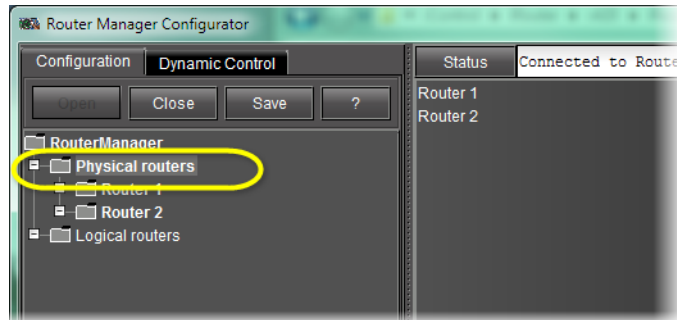 Router Manager Configurator
Configuration Dynamic Control
Open Close Save ?
RouterManager
Physical routers
Router 1
Router 2
Logical routers
Status Connected to Route
Router 1
Router 2